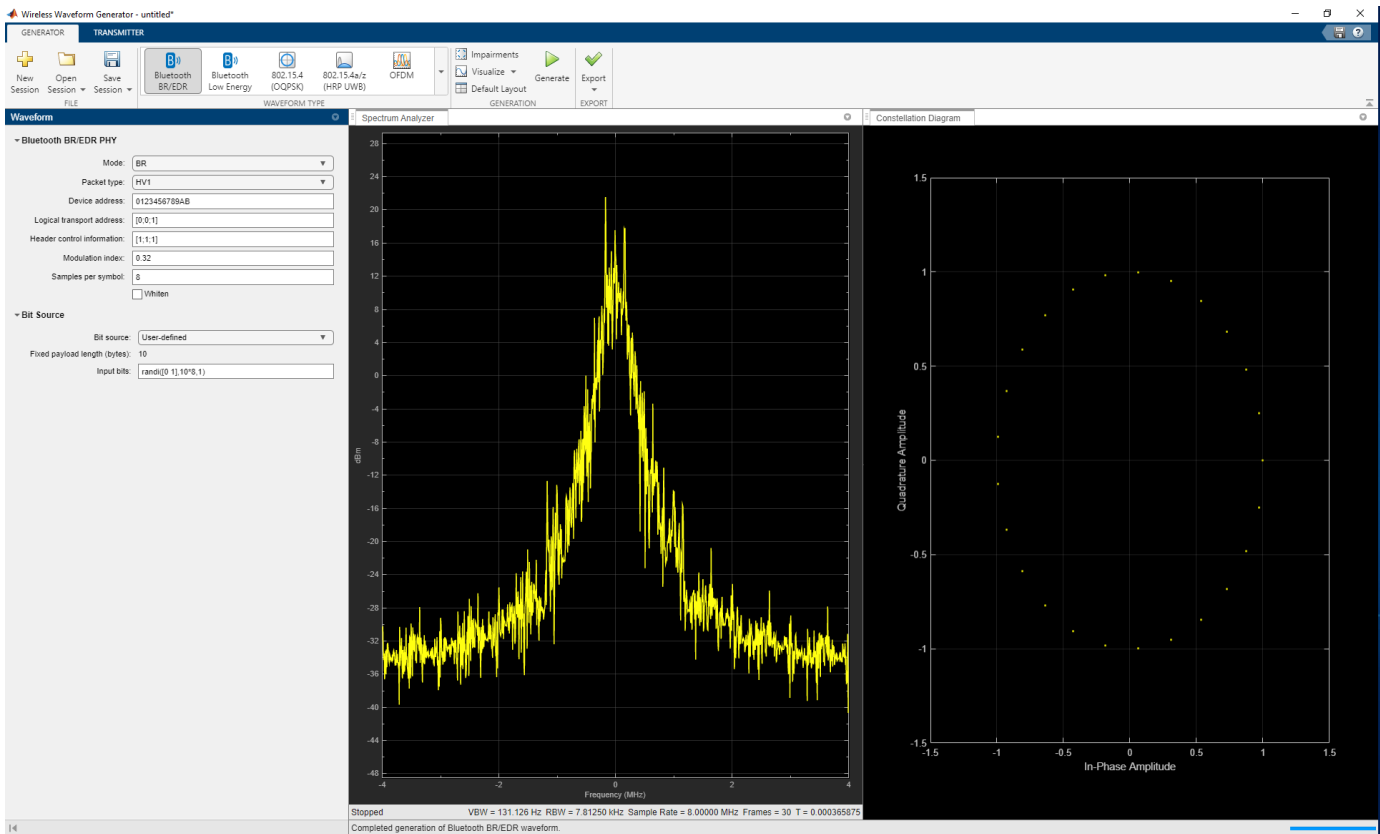 Wireless Waveform Generator - untitled*
GENERATOR TRANSMITTER
New Session
Open Session
Save Session
FILE
Bluetooth BR/EDR
Bluetooth Low Energy
802.15.4 (OQPSK)
802.15.4a/z (HRP UWB)
OFDM
WAVEFORM TYPE
Impairments
Visualize
Default Layout
Generate
GENERATION
Export
EXPORT
Waveform
Bluetooth BR/EDR PHY
Mode: BR
Packet type: HV1
Device address: 0123456789AB
Logical transport address: [0;0;1]
Header control information: [1;1;1]
Modulation index: 0.32
Samples per symbol: 8
Whiten
Bit Source
Bit source: User-defined
Fixed payload length (bytes): 10
Input bits: randi([0 1],10*8,1)
Spectrum Analyzer
28
24
20
16
12
8
4
0
-4
-8
-12
-16
-20
-24
-28
-32
-36
-40
-44
-48
dBm
-4 -2 0 2 4
Frequency (MHz)
Stopped VBW = 131.126 Hz RBW = 7.81250 kHz Sample Rate = 8.00000 MHz Frames = 30 T = 0.000365875
Constellation Diagram
1.5
1
0.5
0
-0.5
-1
-1.5
Quadrature Amplitude
-1.5 -1 -0.5 0 0.5 1 1.5
In-Phase Amplitude
Completed generation of Bluetooth BR/EDR waveform.